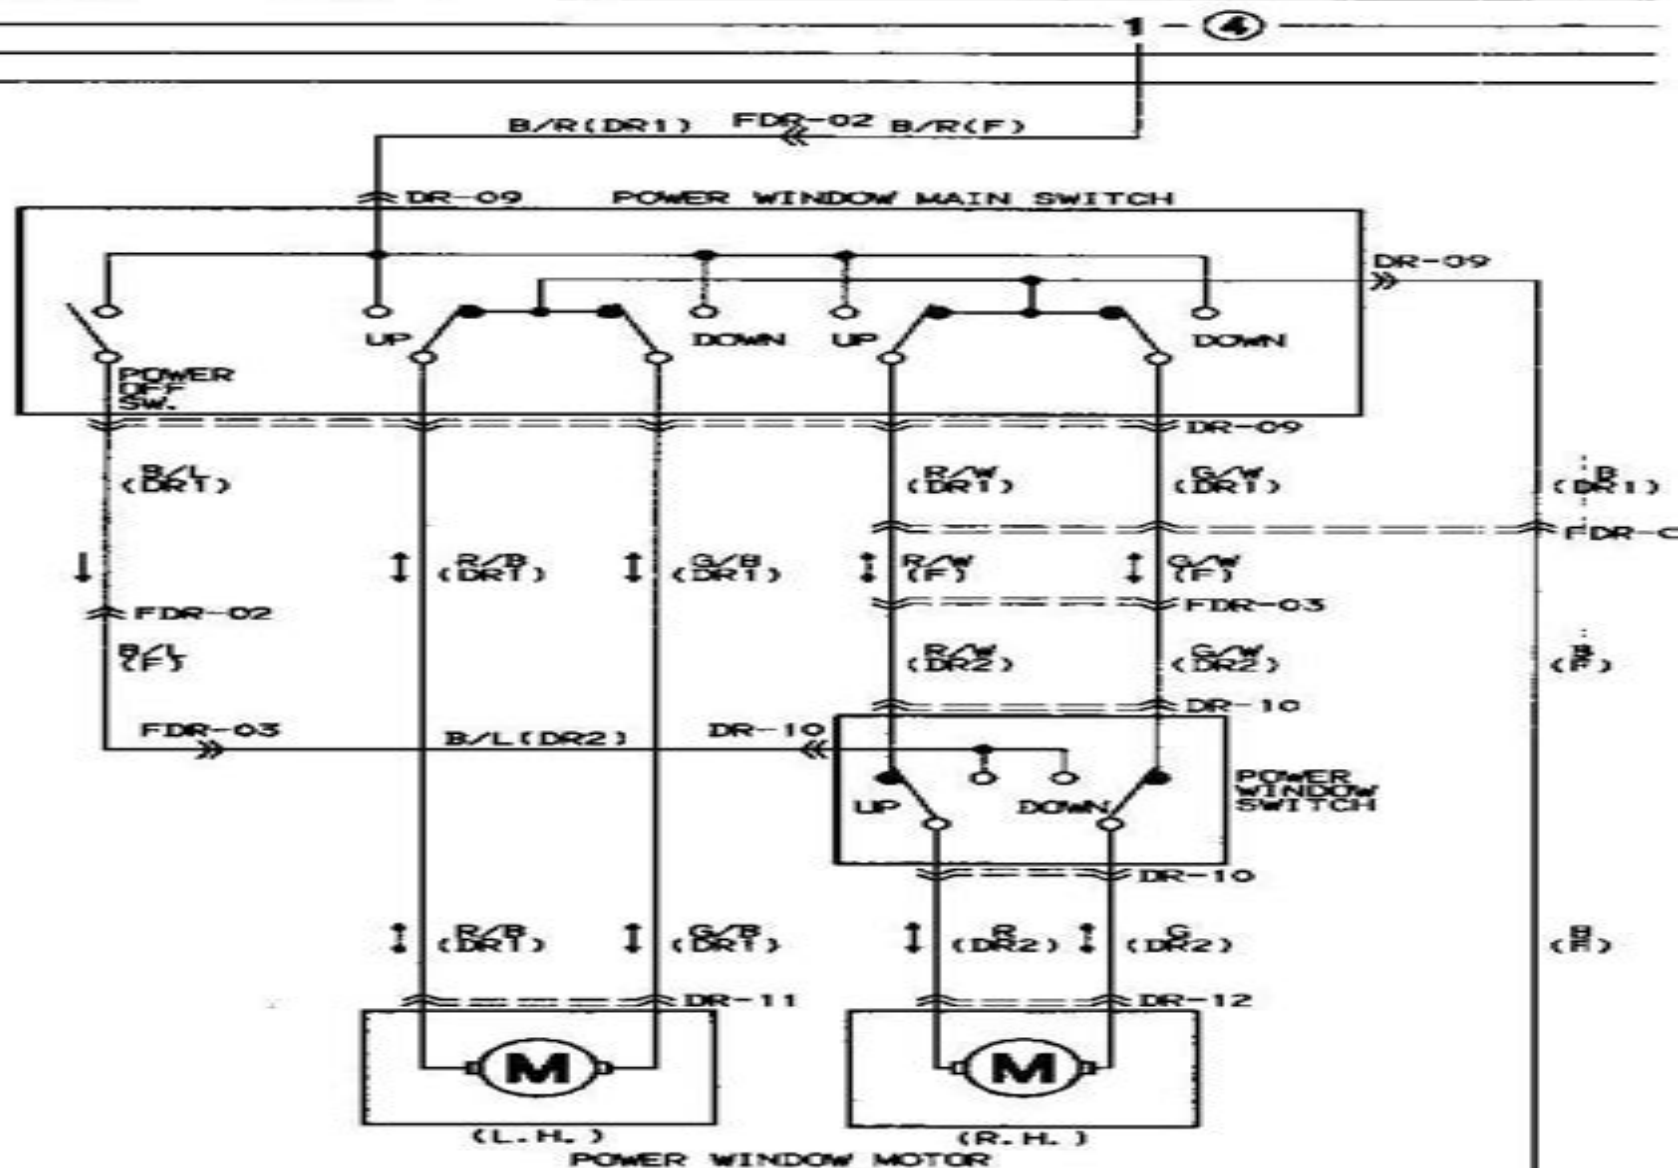 1 - 4
B/R(DR1) FDR-02 B/R(F)
DR-09 POWER WINDOW MAIN SWITCH
DR-09
UP DOWN UP DOWN
POWER
OFF
SW.
DR-09
B/L
(DR1)
R/W
(DR1)
G/W
(DR1)
B
(DR1)
R/B
(DR1)
G/B
(DR1)
R/W
(F)
G/W
(F)
FDR-02
FDR-03
B/L
(F)
R/W
(DR2)
G/W
(DR2)
DR-10
FDR-03 B/L(DR2) DR-10
POWER
WINDOW
SWITCH
UP DOWN
DR-10
R/B
(DR1)
G/B
(DR1)
R
(DR2)
G
(DR2)
DR-11 DR-12
M M
(L.H.) (R.H.)
POWER WINDOW MOTOR